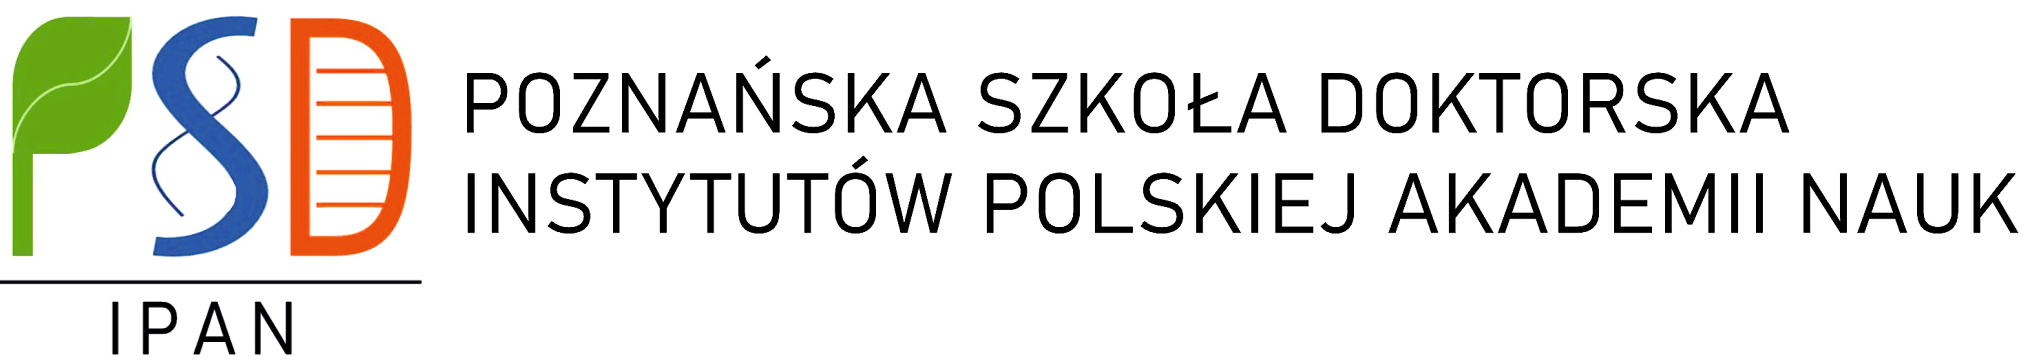 PSD
IPAN
POZNAŃSKA SZKOŁA DOKTORSKA
INSTYTUTÓW POLSKIEJ AKADEMII NAUK